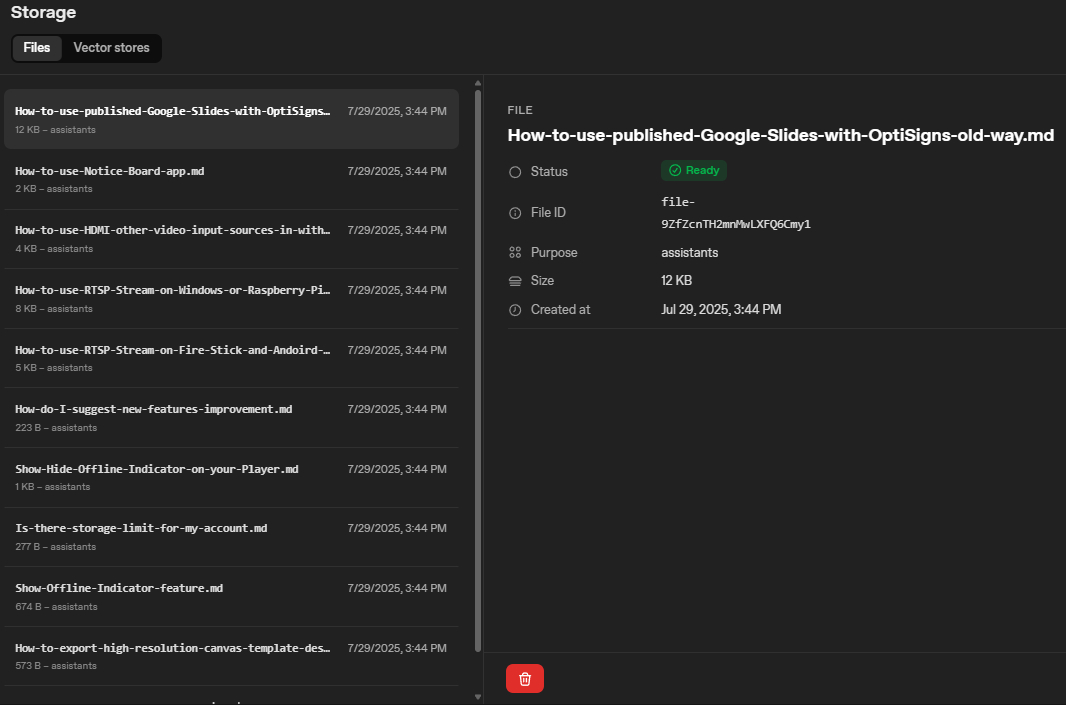 Storage
Files
Vector stores
How-to-use-published-Google-Slides-with-OptiSigns…
7/29/2025, 3:44 PM
12 KB – assistants
How-to-use-Notice-Board-app.md
7/29/2025, 3:44 PM
2 KB – assistants
How-to-use-HDMI-other-video-input-sources-in-with…
7/29/2025, 3:44 PM
4 KB – assistants
How-to-use-RTSP-Stream-on-Windows-or-Raspberry-Pi…
7/29/2025, 3:44 PM
8 KB – assistants
How-to-use-RTSP-Stream-on-Fire-Stick-and-Andoird-…
7/29/2025, 3:44 PM
5 KB – assistants
How-do-I-suggest-new-features-improvement.md
7/29/2025, 3:44 PM
223 B – assistants
Show-Hide-Offline-Indicator-on-your-Player.md
7/29/2025, 3:44 PM
1 KB – assistants
Is-there-storage-limit-for-my-account.md
7/29/2025, 3:44 PM
277 B – assistants
Show-Offline-Indicator-feature.md
7/29/2025, 3:44 PM
674 B – assistants
How-to-export-high-resolution-canvas-template-des…
7/29/2025, 3:44 PM
573 B – assistants
FILE
How-to-use-published-Google-Slides-with-OptiSigns-old-way.md
Status
Ready
File ID
file-
9ZfZcnTH2mnMwLXFQ6Cmy1
Purpose
assistants
Size
12 KB
Created at
Jul 29, 2025, 3:44 PM